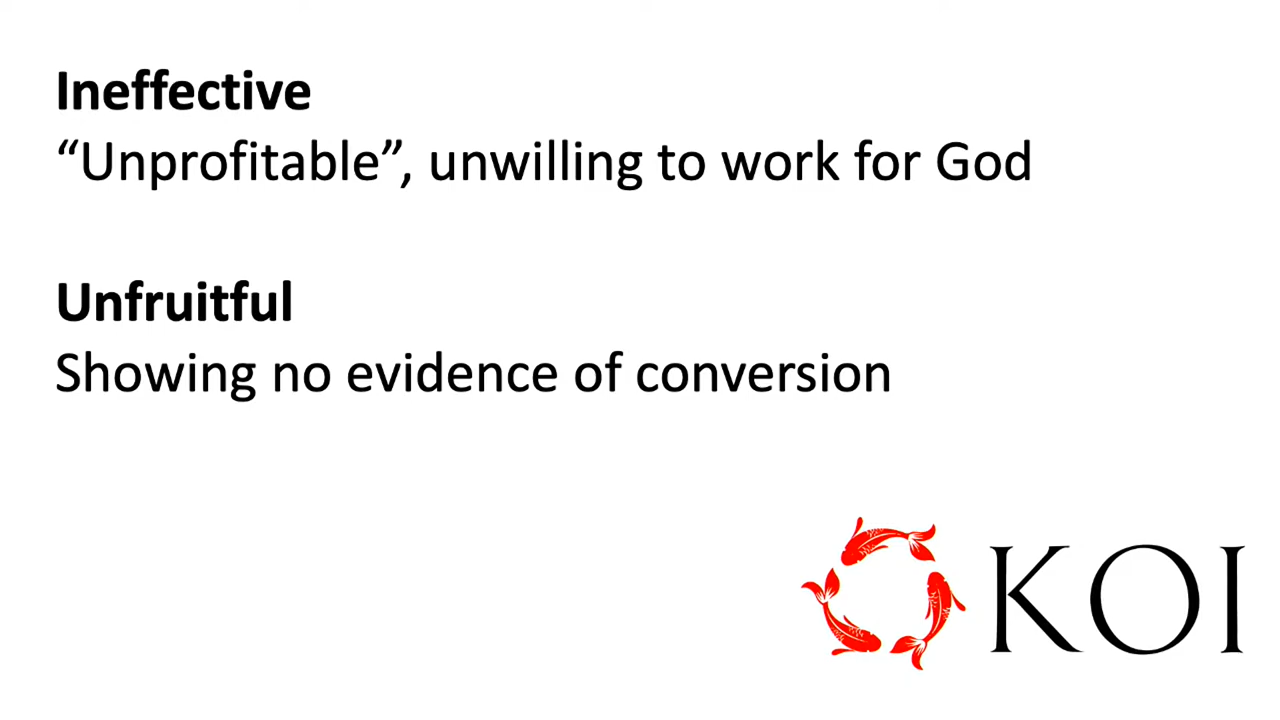 Ineffective
“Unprofitable”, unwilling to work for God
Unfruitful
Showing no evidence of conversion
KOI